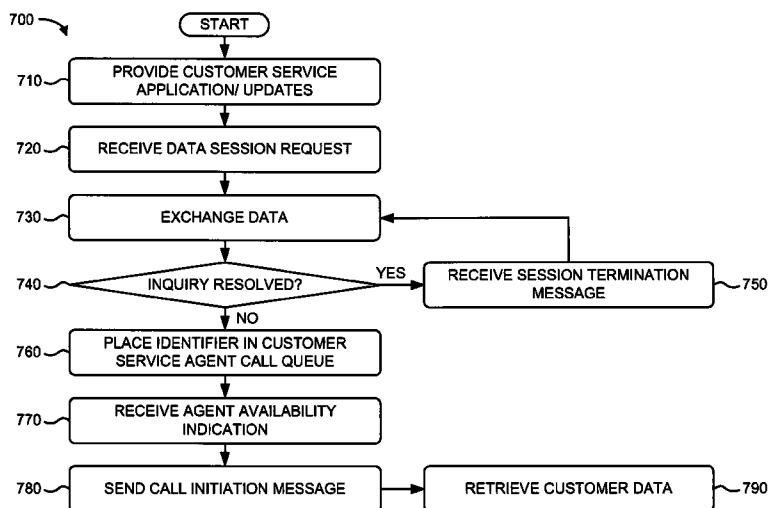 700
START
710
PROVIDE CUSTOMER SERVICE
APPLICATION/ UPDATES
720
RECEIVE DATA SESSION REQUEST
730
EXCHANGE DATA
740
INQUIRY RESOLVED?
YES
RECEIVE SESSION TERMINATION
MESSAGE
750
NO
760
PLACE IDENTIFIER IN CUSTOMER
SERVICE AGENT CALL QUEUE
770
RECEIVE AGENT AVAILABILITY
INDICATION
780
SEND CALL INITIATION MESSAGE
RETRIEVE CUSTOMER DATA
790